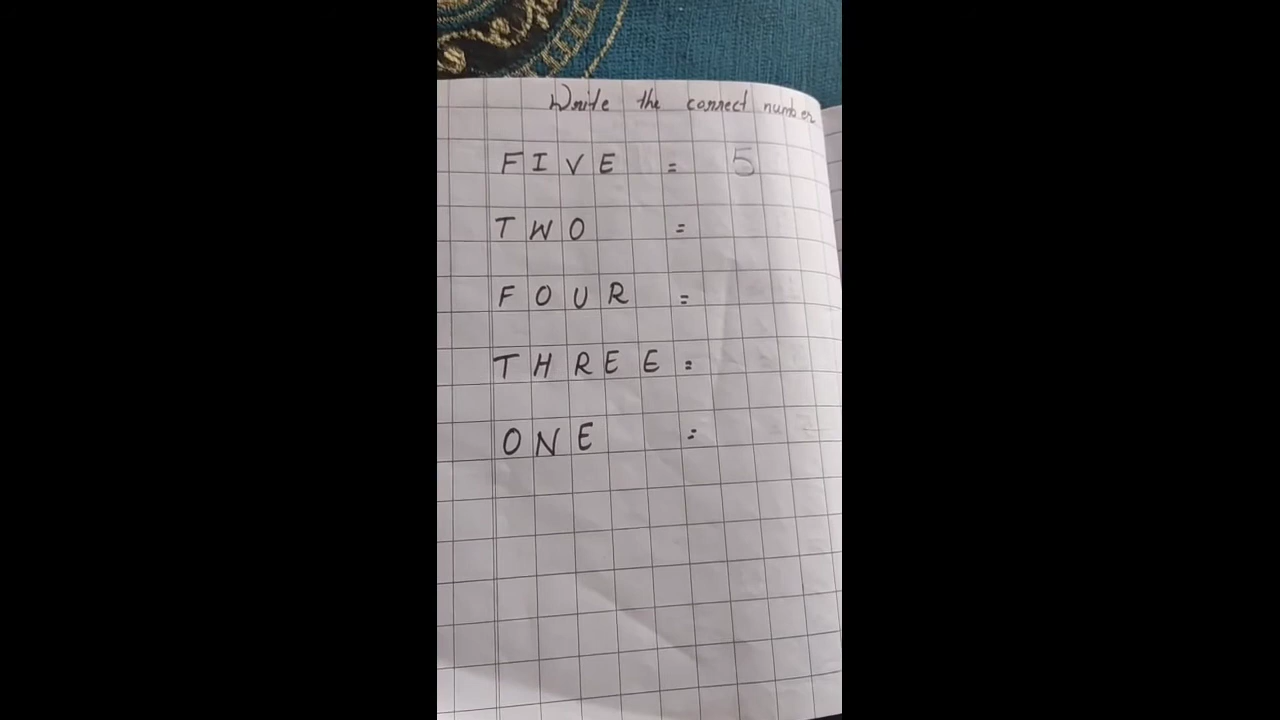 Write the correct number
FIVE = 5
TWO =
FOUR =
THREE =
ONE =